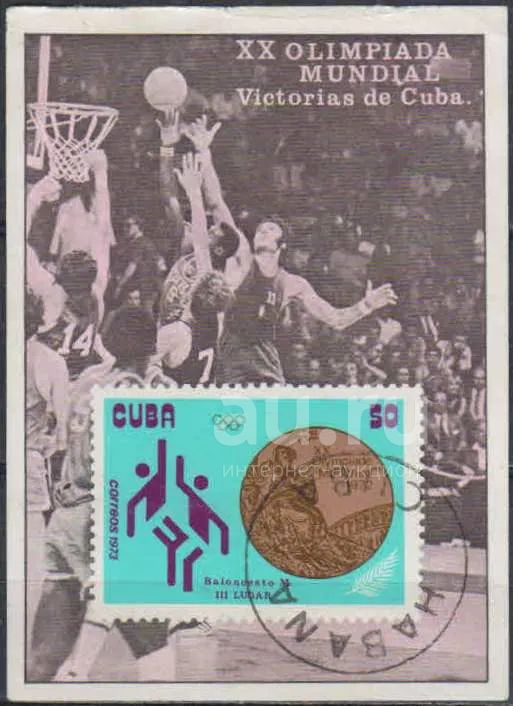 XX OLIMPIADA
MUNDIAL
Victorias de Cuba.
14
7
11
CUBA
50
CORREOS 1973
Baloncesto M.
III LUGAR
au.ru
интернет-аукцион
HABANA